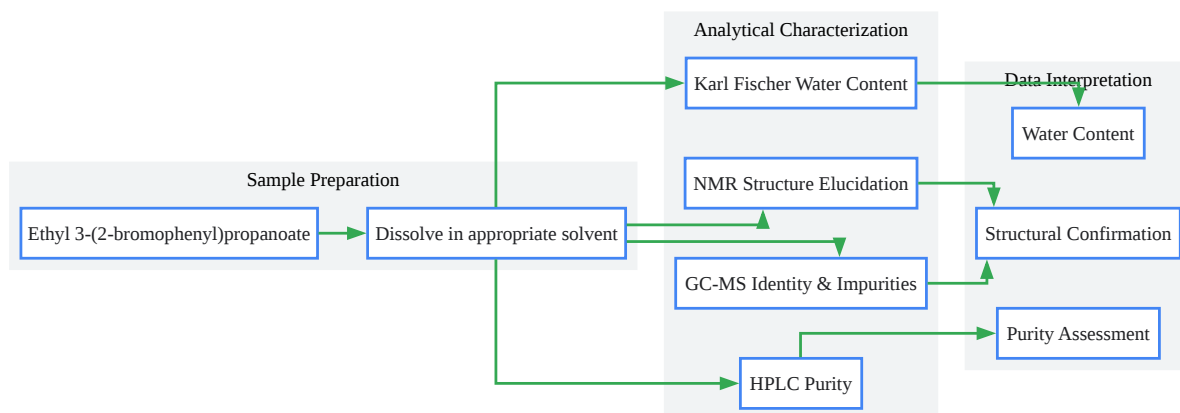 Analytical Characterization
Karl Fischer Water Content
Data Interpretation
Water Content
Sample Preparation
NMR Structure Elucidation
Ethyl 3-(2-bromophenyl)propanoate
Dissolve in appropriate solvent
Structural Confirmation
GC-MS Identity & Impurities
Purity Assessment
HPLC Purity